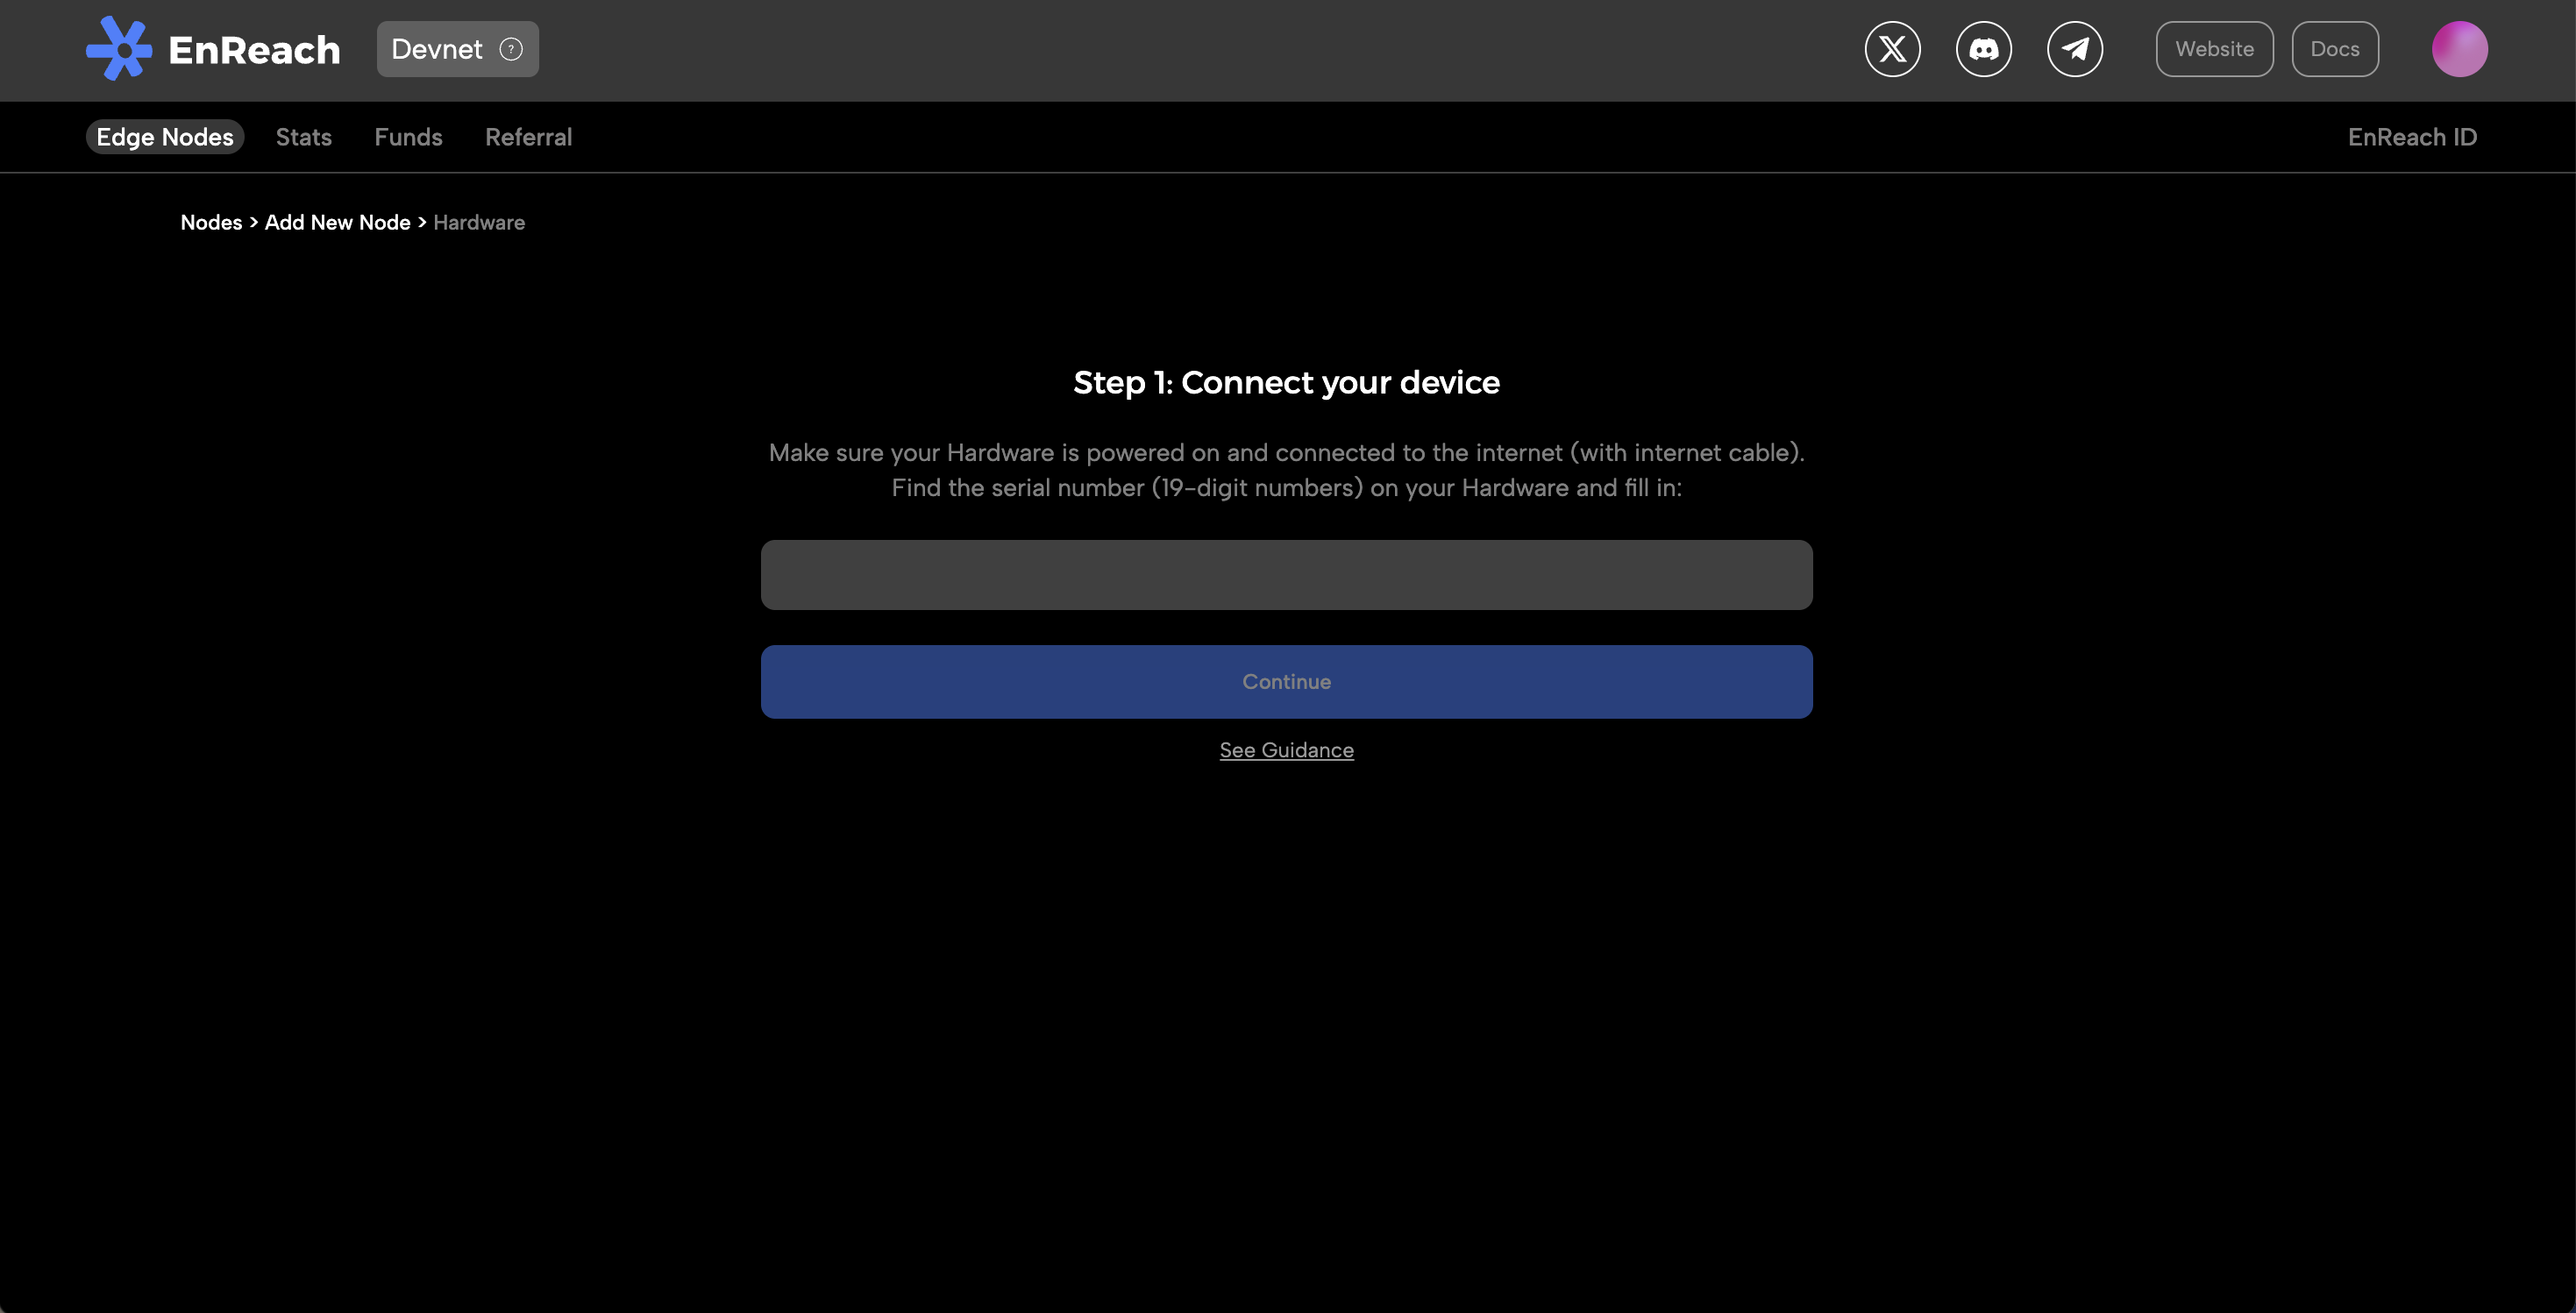 EnReach
Devnet ?
Website
Docs
Edge Nodes
Stats
Funds
Referral
EnReach ID
Nodes > Add New Node > Hardware
Step 1: Connect your device
Make sure your Hardware is powered on and connected to the internet (with internet cable).
Find the serial number (19-digit numbers) on your Hardware and fill in:
Continue
See Guidance